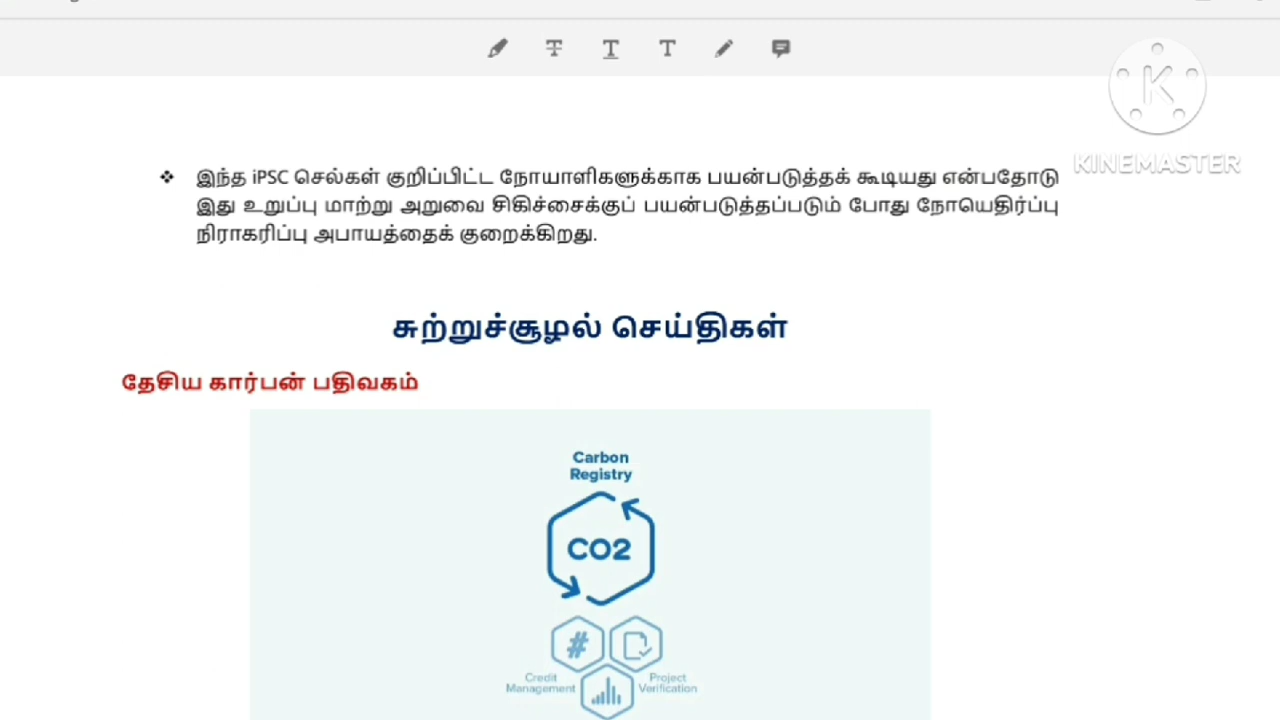 K
KINEMASTER
❖ இந்த iPSC செல்கள் குறிப்பிட்ட நோயாளிகளுக்காக பயன்படுத்தக் கூடியது என்பதோடு
இது உறுப்பு மாற்று அறுவை சிகிச்சைக்குப் பயன்படுத்தப்படும் போது நோயெதிர்ப்பு
நிராகரிப்பு அபாயத்தைக் குறைக்கிறது.
சுற்றுச்சூழல் செய்திகள்
தேசிய கார்பன் பதிவகம்
Carbon
Registry
CO2
#
Credit
Management
Project
Verification